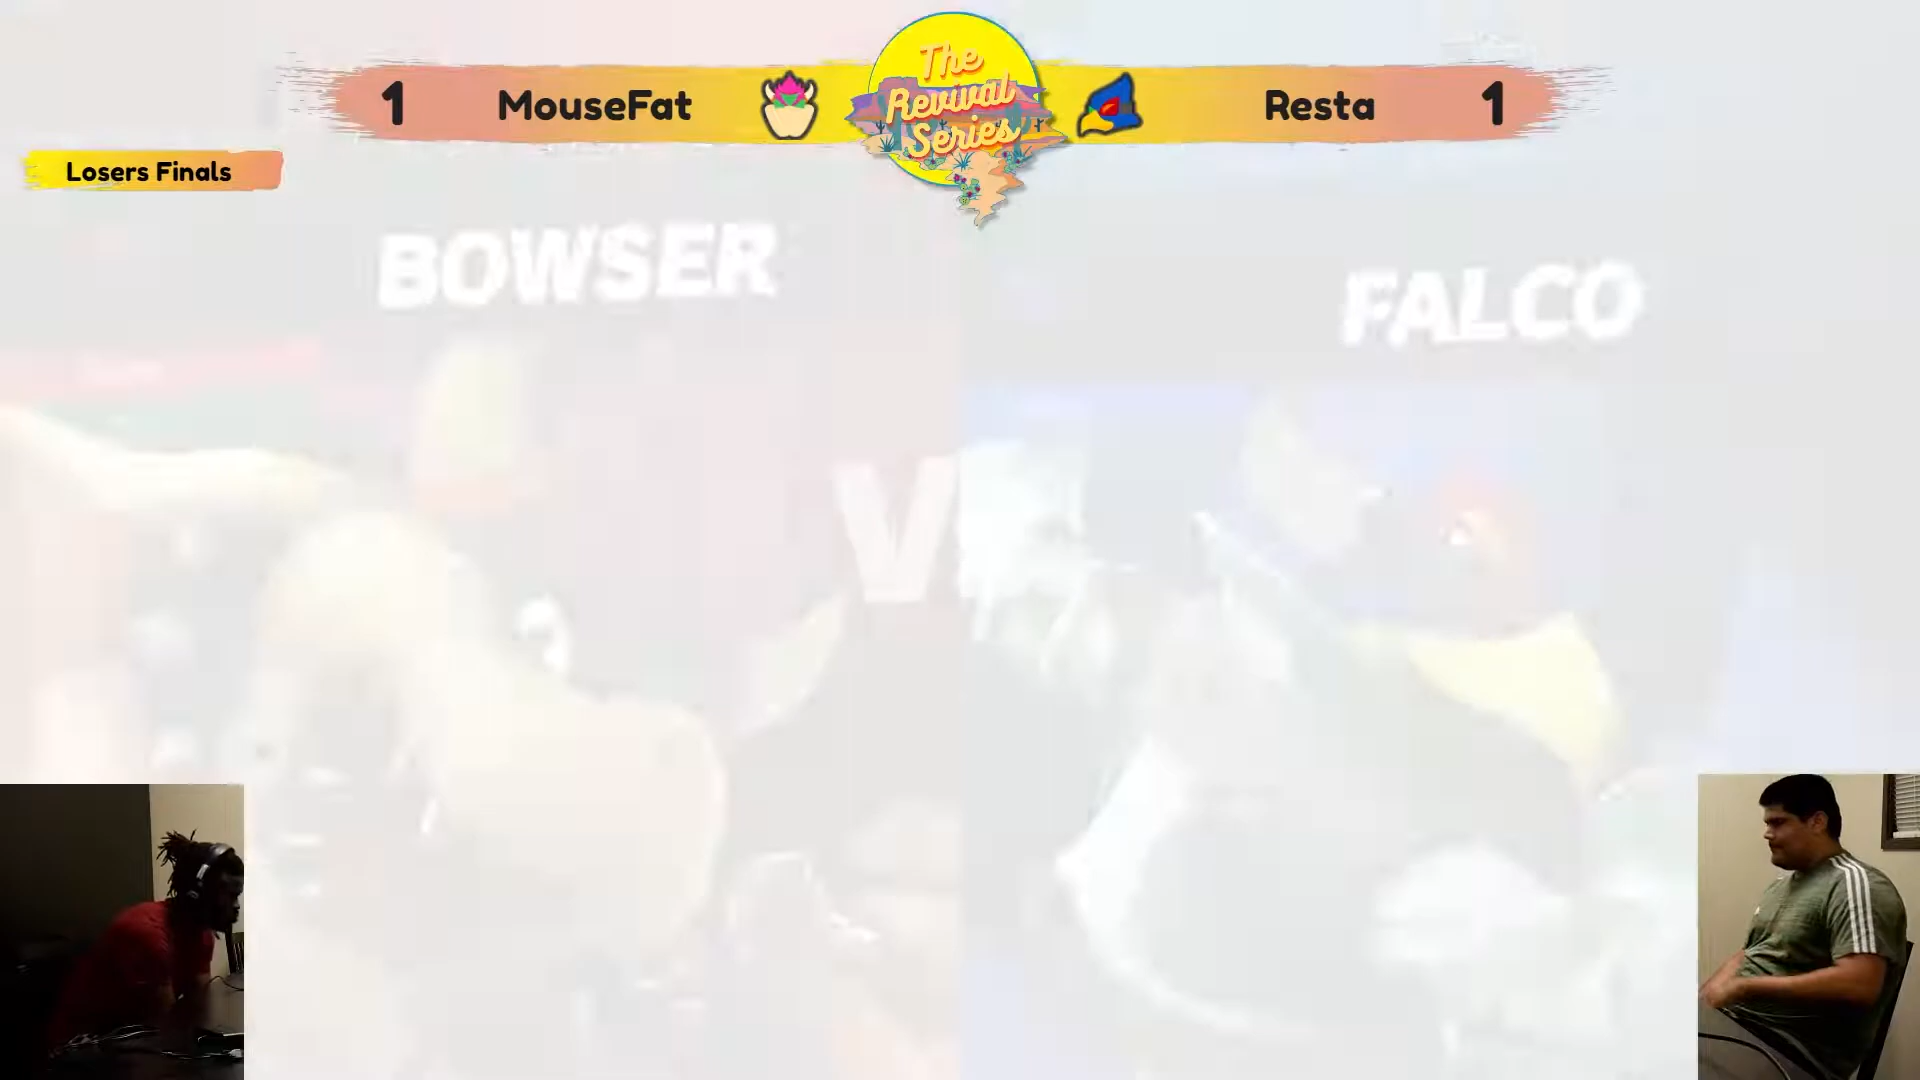 1 MouseFat
The
Revival
Series
Resta 1
Losers Finals
BOWSER
FALCO
V